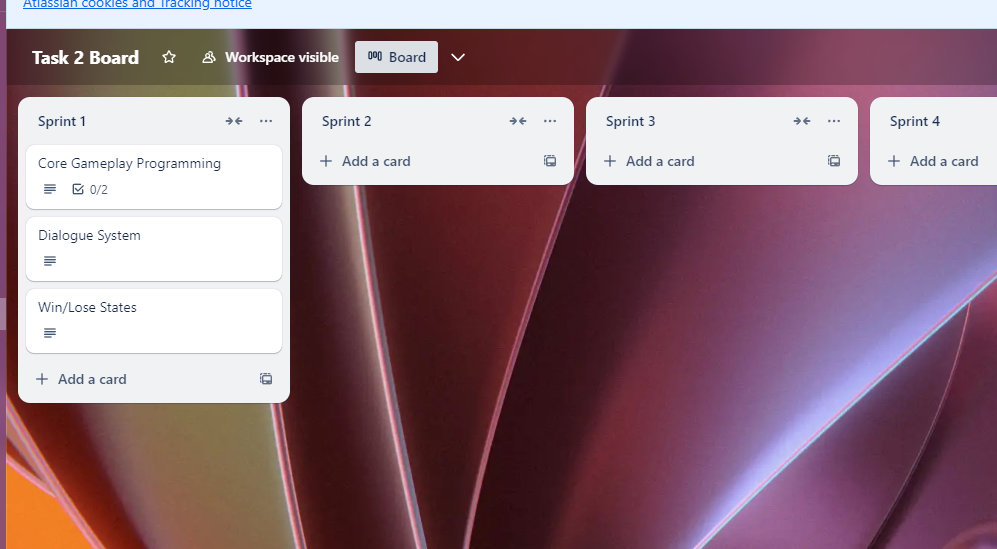 Atlassian cookies and Tracking notice
Task 2 Board
Workspace visible
Board
Sprint 1
Core Gameplay Programming
0/2
Dialogue System
Win/Lose States
Add a card
Sprint 2
Add a card
Sprint 3
Add a card
Sprint 4
Add a card